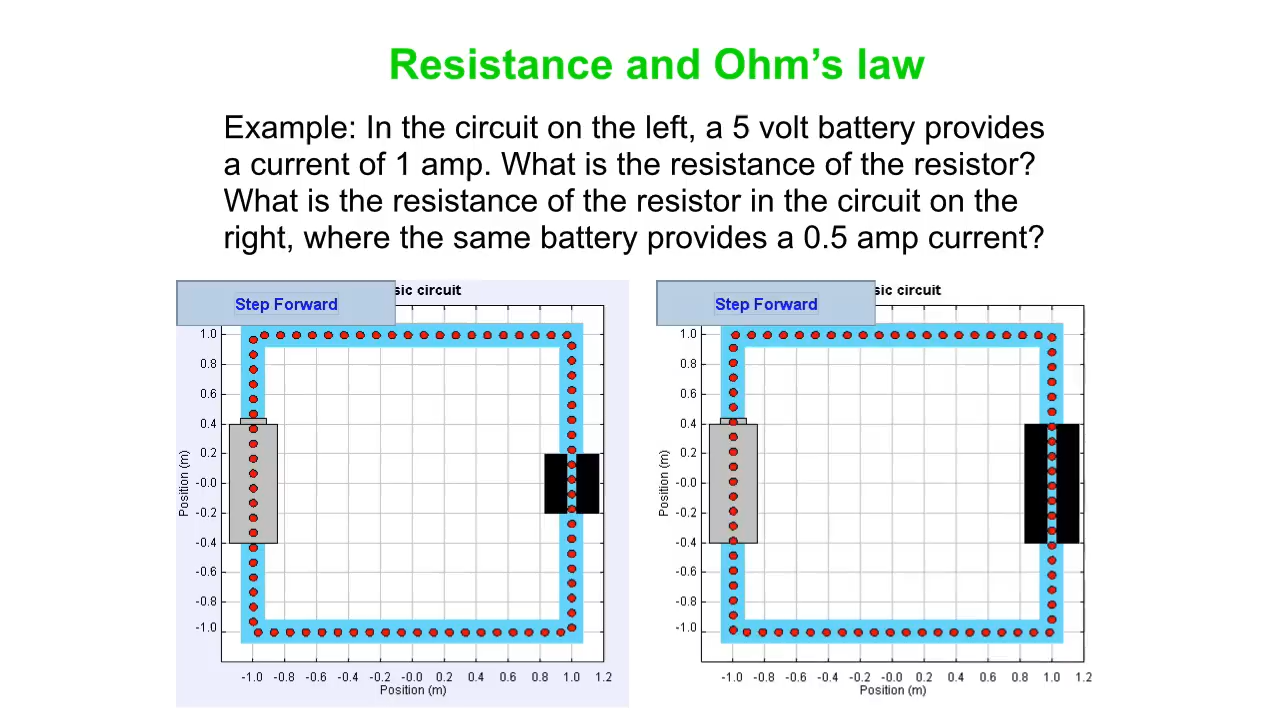 Resistance and Ohm’s law
Example: In the circuit on the left, a 5 volt battery provides
a current of 1 amp. What is the resistance of the resistor?
What is the resistance of the resistor in the circuit on the
right, where the same battery provides a 0.5 amp current?
Step Forward
sic circuit
1.0
0.8
0.6
0.4
0.2
-0.0
-0.2
-0.4
-0.6
-0.8
-1.0
Position (m)
-1.0 -0.8 -0.6 -0.4 -0.2 -0.0 0.2 0.4 0.6 0.8 1.0 1.2
Position (m)
Step Forward
sic circuit
1.0
0.8
0.6
0.4
0.2
-0.0
-0.2
-0.4
-0.6
-0.8
-1.0
Position (m)
-1.0 -0.8 -0.6 -0.4 -0.2 -0.0 0.2 0.4 0.6 0.8 1.0 1.2
Position (m)